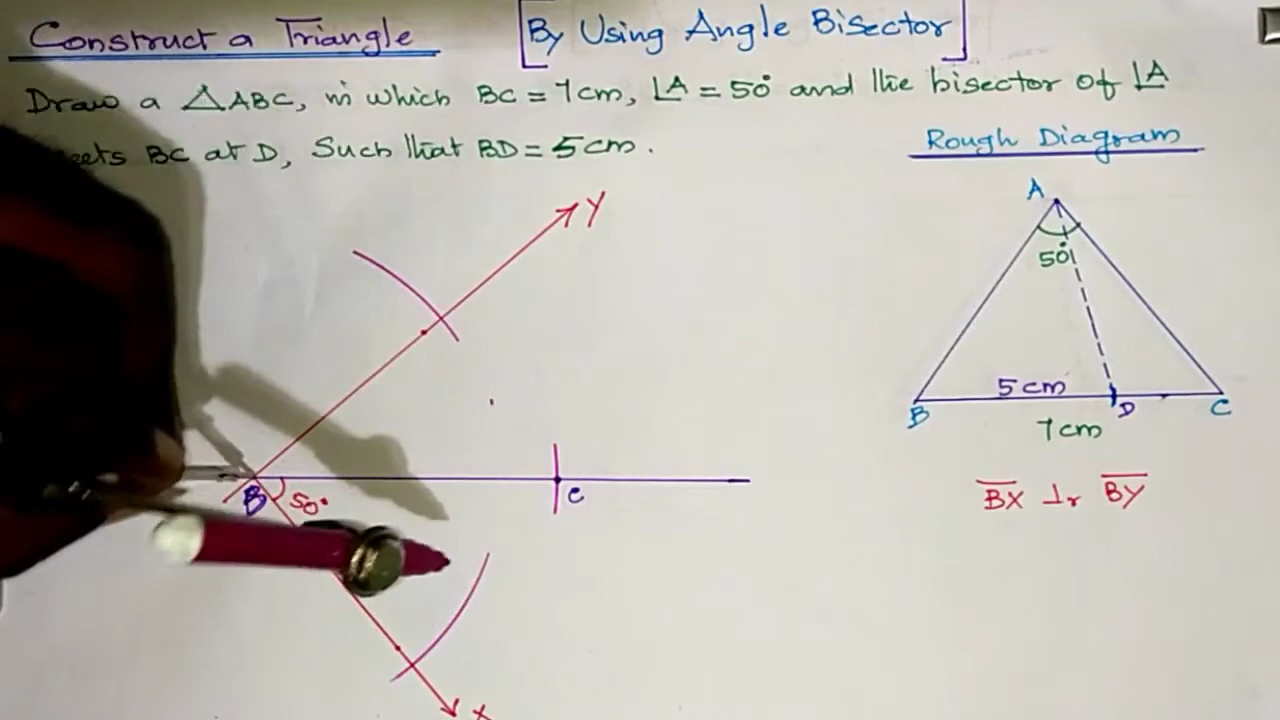 Construct a Triangle [By Using Angle Bisector]
Draw a △ABC, in which BC = 7cm, ∠A = 50° and the bisector of ∠A
BC at D, Such that BD = 5cm.
Rough Diagram
A
50°
5cm
B
D
C
7cm
Y
B
50°
C
X
BX ⊥r BY